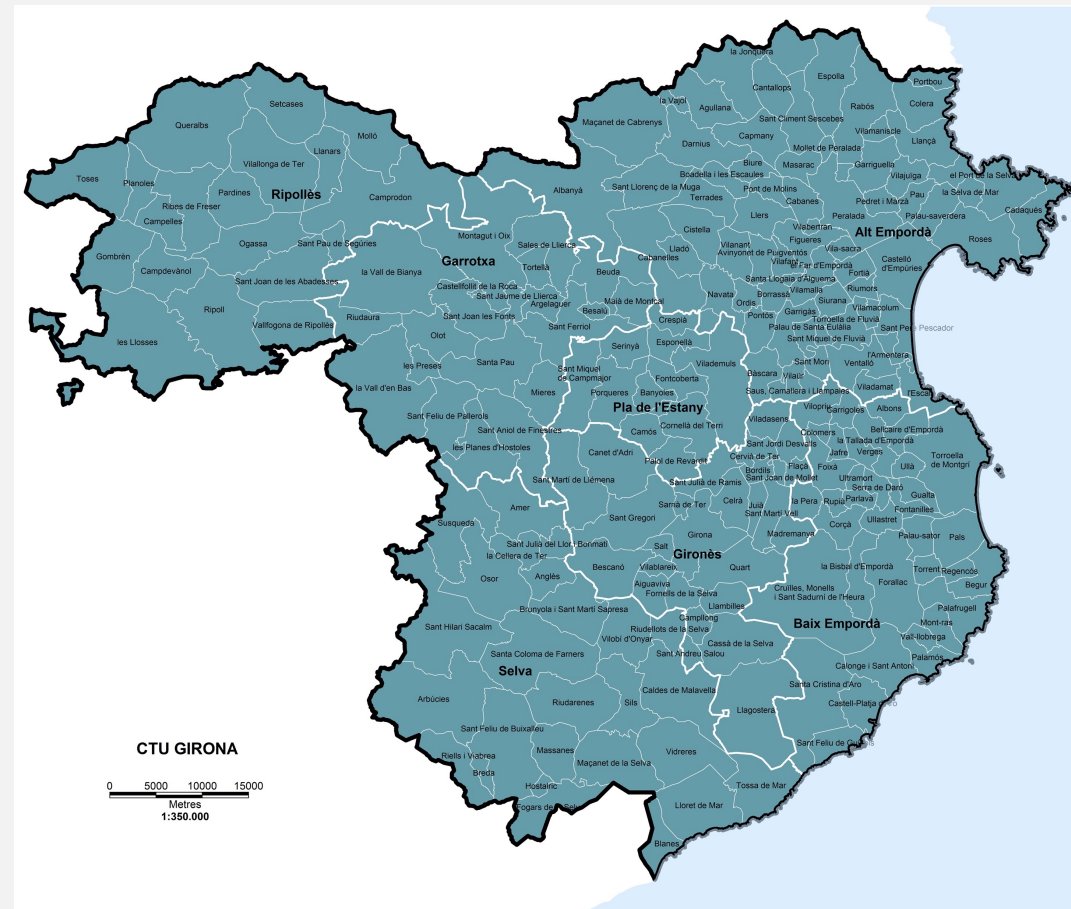 la Jonquera
Espolla
Portbou
Cantallops
Setcases
la Vajol
Agullana
Rabós
Colera
Maçanet de Cabrenys
Sant Climent Sescebes
Queralbs
Molló
Capmany
Vilamaniscle
Llançà
Darnius
Mollet de Peralada
Llanars
Vilallonga de Ter
Biure
Masarac
Garriguella
Boadella i les Escaules
Vilajuïga
el Port de la Selva
Toses
Planoles
Sant Llorenç de la Muga
Pont de Molins
Pau
la Selva de Mar
Albanyà
Terrades
Cabanes
Pedret i Marzà
Pardines
Ripollès
Camprodon
Ribes de Freser
Llers
Peralada
Palau-saverdera
Cadaqués
Campelles
Vilabertran
Alt Empordà
Cistella
Figueres
Roses
Montagut i Oix
Ogassa
Sant Pau de Segúries
Sales de Llierca
Lladó
Vilanant
Vila-sacra
Avinyonet de Puigventós
Gombrèn
Cabanelles
Vilafant
Castelló
d'Empúries
Garrotxa
el Far d'Empordà
Campdevànol
la Vall de Bianya
Tortellà
Beuda
Fortià
Sant Joan de les Abadesses
Santa Llogaia d'Àlguema
Castellfollit de la Roca
Vilamalla
Riumors
Sant Jaume de Llierca
Navata
Borrassà
Argelaguer
Maià de Montcal
Ordis
Siurana
Ripoll
Besalú
Garrigàs
Vilamacolum
Riudaura
Sant Joan les Fonts
Pontós
Torroella de Fluvià
Vallfogona de Ripollès
Crespià
Palau de Santa Eulàlia
Sant Pere Pescador
Sant Ferriol
Olot
Sant Miquel de Fluvià
les Llosses
Serinyà
Esponellà
l'Armentera
Santa Pau
Sant Mori
Ventalló
les Preses
Sant Miquel
de Campmajor
Vilademuls
Bàscara
Vilaür
Fontcoberta
la Vall d'en Bas
Mieres
Porqueres
Banyoles
Saus, Camallera i Llampaies
Viladamat
Pla de l'Estany
Vilopriu
Garrigoles
Albons
Sant Feliu de Pallerols
Viladasens
Cornellà del Terri
Bellcaire d'Empordà
Sant Aniol de Finestres
Camós
Colomers
la Tallada d'Empordà
Sant Jordi Desvalls
les Planes d'Hostoles
Canet d'Adri
Jafre
Verges
Cervià de Ter
Torroella
de Montgrí
Palol de Revardit
Bordils
Flaçà
Foixà
Ullà
Sant Martí de Llémena
Sant Joan de Mollet
Ultramort
Sant Julià de Ramis
Serra de Daró
Gualta
Amer
Sarrià de Ter
Celrà
Juià
la Pera
Rupià
Parlavà
Sant Martí Vell
Fontanilles
Susqueda
Sant Gregori
Corçà
Ullastret
Girona
Madremanya
Palau-sator
Pals
Sant Julià del Llor i Bonmatí
Salt
la Cellera de Ter
Gironès
Bescanó
Vilablareix
Quart
la Bisbal d'Empordà
Torrent
Regencós
Osor
Anglès
Aiguaviva
Forallac
Begur
Fornells de la Selva
Cruïlles, Monells
i Sant Sadurní de l'Heura
Brunyola i Sant Martí Sapresa
Llambilles
Palafrugell
Campllong
Baix Empordà
Mont-ras
Sant Hilari Sacalm
Riudellots de la Selva
Vilobí d'Onyar
Cassà de la Selva
Vall-llobrega
Santa Coloma de Farners
Sant Andreu Salou
Palamós
Calonge i Sant Antoni
Selva
Caldes de Malavella
Santa Cristina d'Aro
Arbúcies
Riudarenes
Sils
Llagostera
Castell-Platja d'Aro
Sant Feliu de Buixalleu
Sant Feliu de Guíxols
CTU GIRONA
Riells i Viabrea
Massanes
Vidreres
Maçanet de la Selva
Breda
Hostalric
Tossa de Mar
0 5000 10000 15000
Metres
Lloret de Mar
1:350.000
Blanes